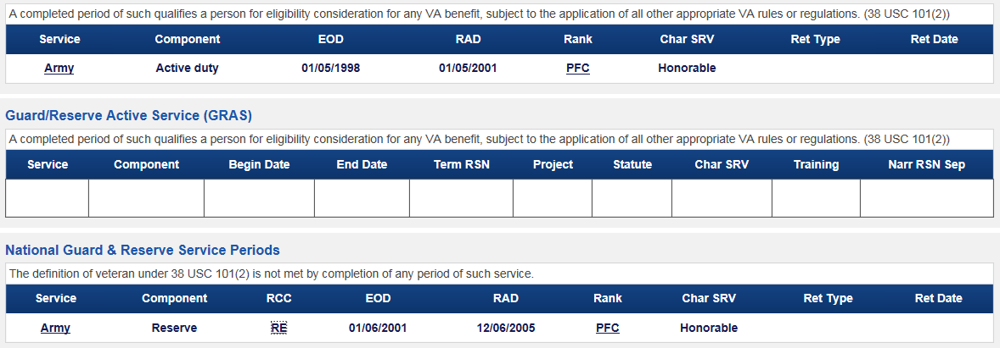 A completed period of such qualifies a person for eligibility consideration for any VA benefit, subject to the application of all other appropriate VA rules or regulations. (38 USC 101(2))
Service Component EOD RAD Rank Char SRV Ret Type Ret Date
Army Active duty 01/05/1998 01/05/2001 PFC Honorable
Guard/Reserve Active Service (GRAS)
A completed period of such qualifies a person for eligibility consideration for any VA benefit, subject to the application of all other appropriate VA rules or regulations. (38 USC 101(2))
Service Component Begin Date End Date Term RSN Project Statute Char SRV Training Narr RSN Sep
National Guard & Reserve Service Periods
The definition of veteran under 38 USC 101(2) is not met by completion of any period of such service.
Service Component RCC EOD RAD Rank Char SRV Ret Type Ret Date
Army Reserve RE 01/06/2001 12/06/2005 PFC Honorable